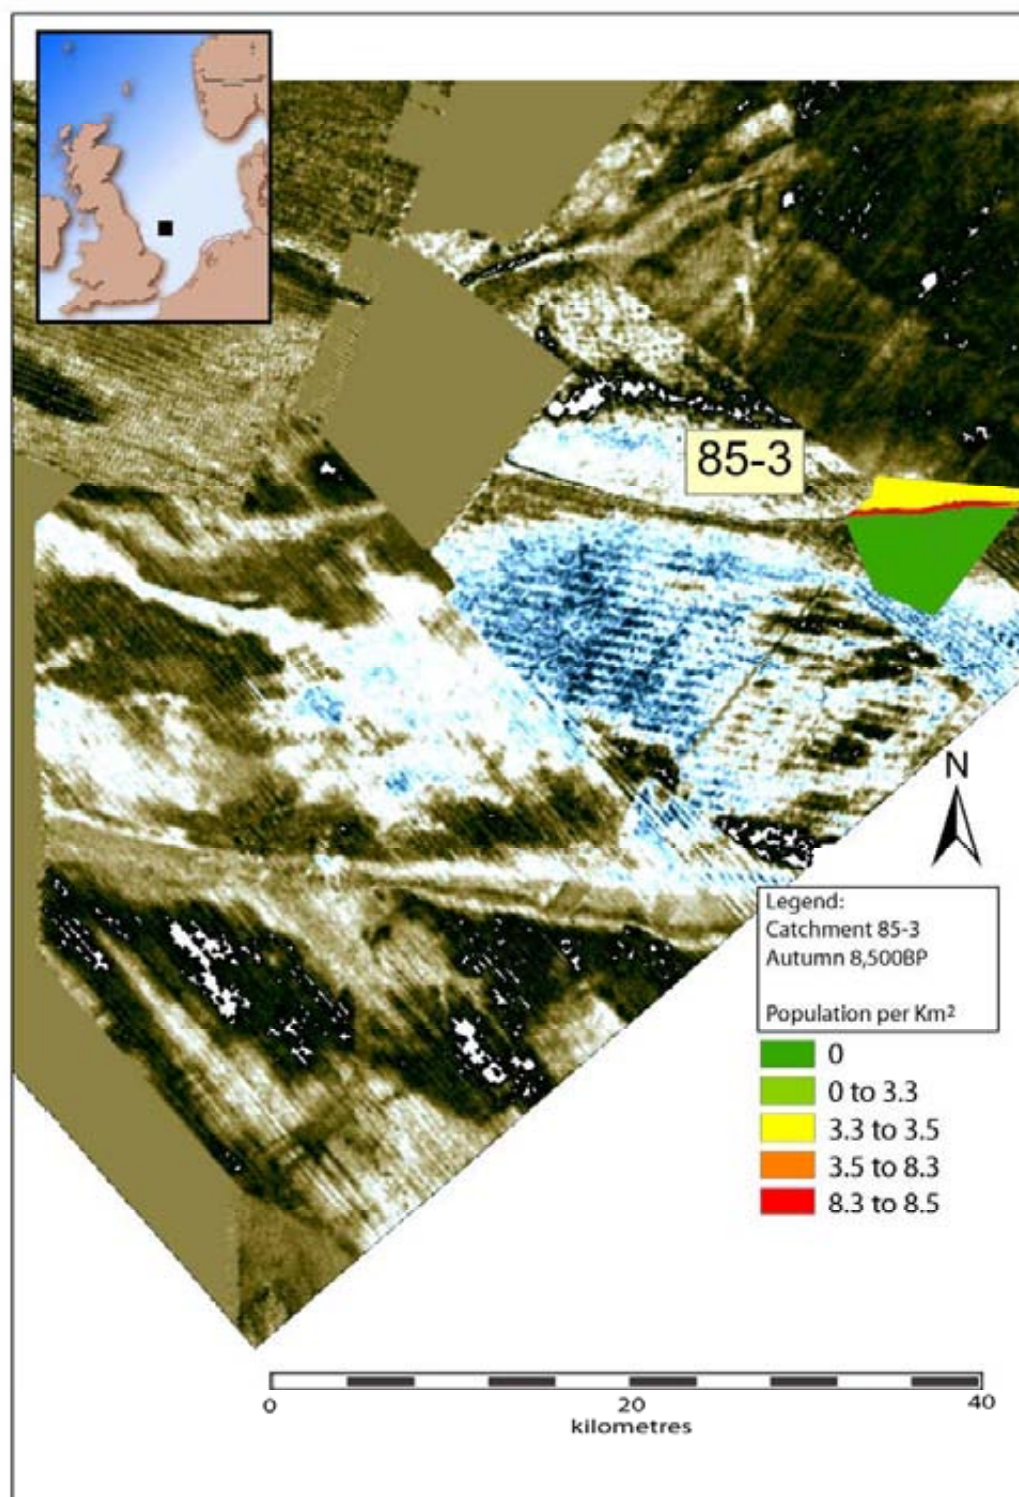 85-3
N
Legend:
Catchment 85-3
Autumn 8,500BP
Population per Km²
0
0 to 3.3
3.3 to 3.5
3.5 to 8.3
8.3 to 8.5
0 20 40
kilometres